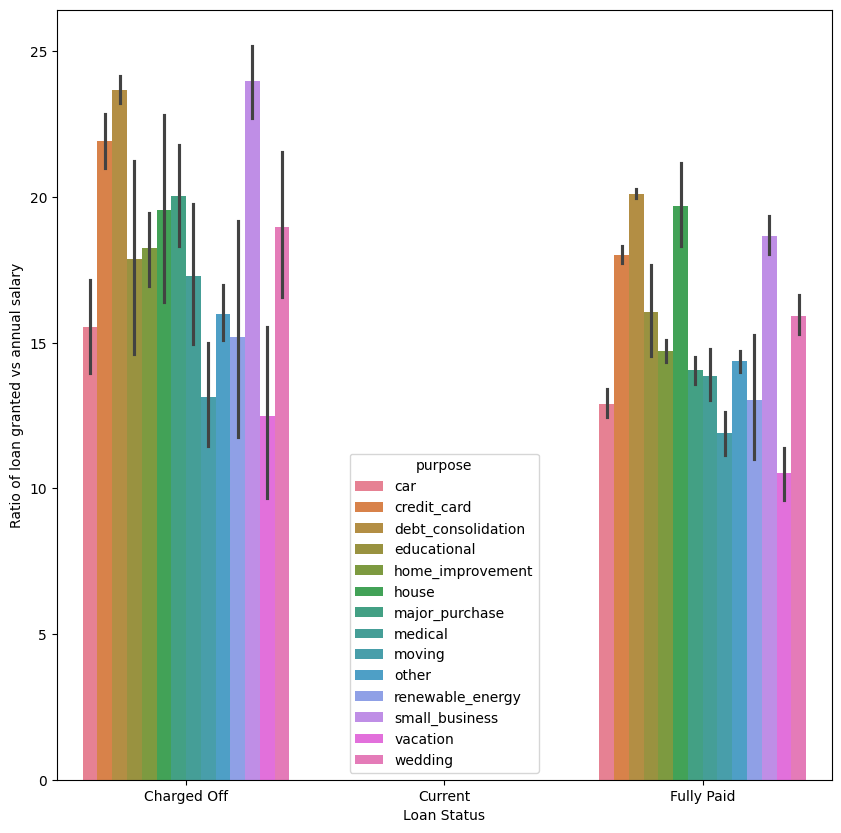 25
20
15
10
5
0
Ratio of loan granted vs annual salary
purpose
car
credit_card
debt_consolidation
educational
home_improvement
house
major_purchase
medical
moving
other
renewable_energy
small_business
vacation
wedding
Charged Off
Current
Fully Paid
Loan Status